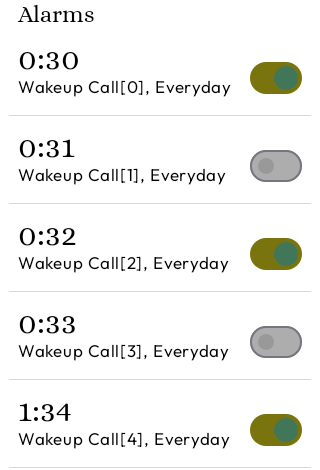 Alarms
0:30
Wakeup Call[0], Everyday
0:31
Wakeup Call[1], Everyday
0:32
Wakeup Call[2], Everyday
0:33
Wakeup Call[3], Everyday
1:34
Wakeup Call[4], Everyday